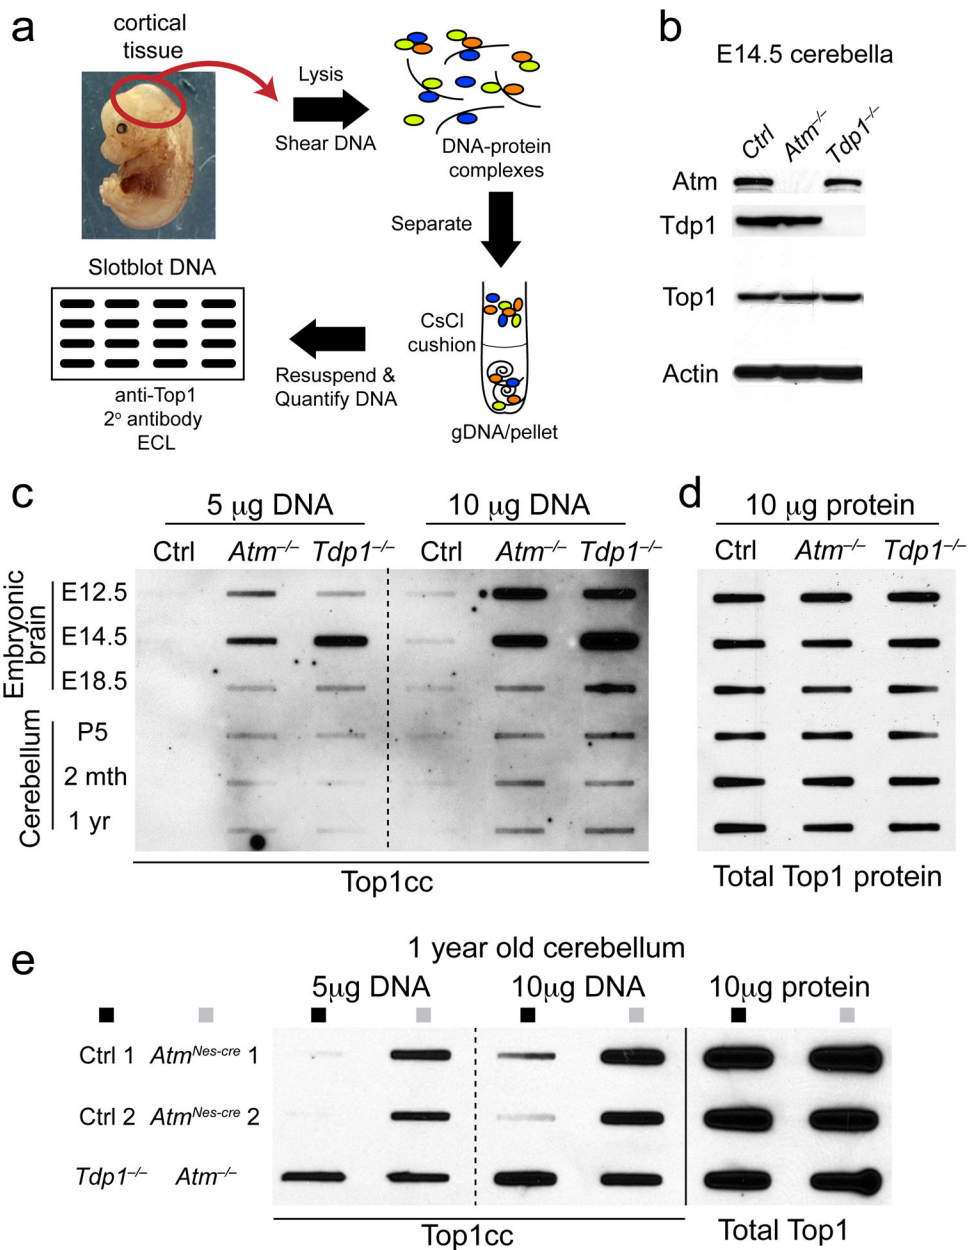 a
cortical
tissue
Lysis
Shear DNA
DNA-protein
complexes
Separate
CsCl
cushion
gDNA/pellet
Resuspend &
Quantify DNA
Slotblot DNA
anti-Top1
2° antibody
ECL
b
E14.5 cerebella
Ctrl Atm–/– Tdp1–/–
Atm
Tdp1
Top1
Actin
c
5 μg DNA 10 μg DNA
Ctrl Atm–/– Tdp1–/– Ctrl Atm–/– Tdp1–/–
Embryonic
brain
E12.5
E14.5
E18.5
Cerebellum
P5
2 mth
1 yr
Top1cc
d
10 μg protein
Ctrl Atm–/– Tdp1–/–
Total Top1 protein
e
1 year old cerebellum
5μg DNA 10μg DNA 10μg protein
Ctrl 1 AtmNes-cre 1
Ctrl 2 AtmNes-cre 2
Tdp1–/– Atm–/–
Top1cc Total Top1